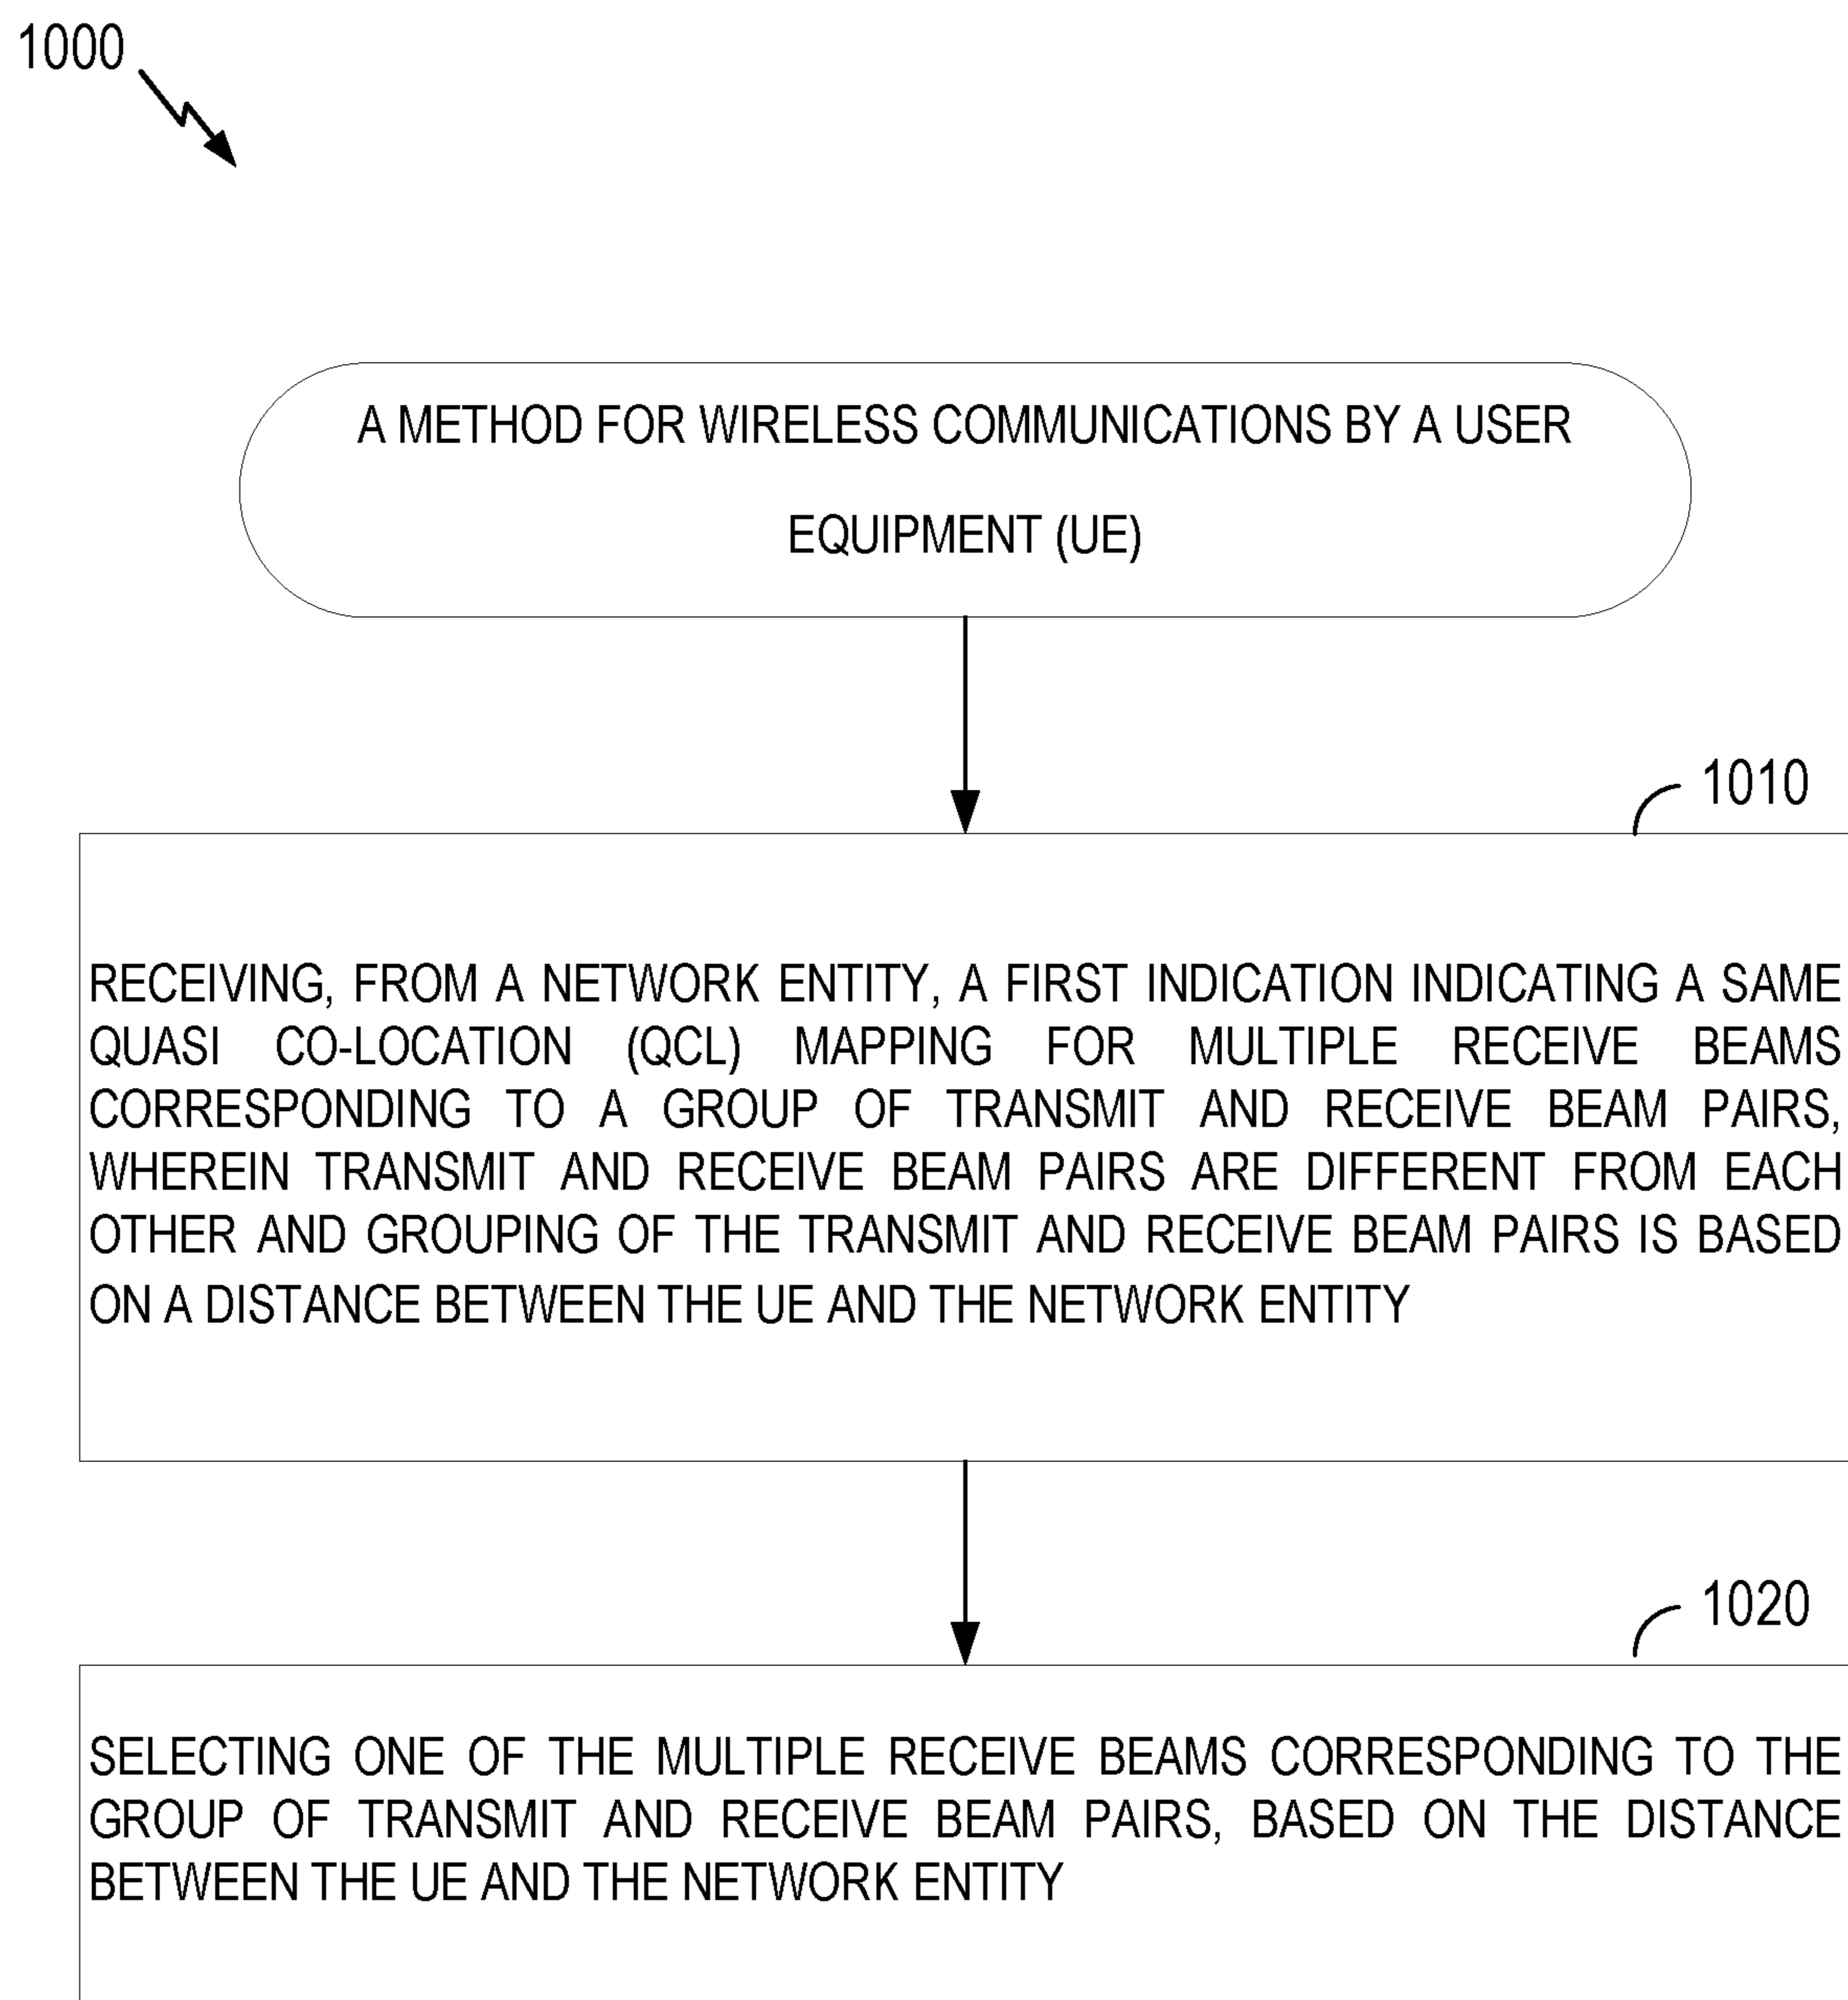 1000
A METHOD FOR WIRELESS COMMUNICATIONS BY A USER
EQUIPMENT (UE)
1010
RECEIVING, FROM A NETWORK ENTITY, A FIRST INDICATION INDICATING A SAME
QUASI CO-LOCATION (QCL) MAPPING FOR MULTIPLE RECEIVE BEAMS
CORRESPONDING TO A GROUP OF TRANSMIT AND RECEIVE BEAM PAIRS,
WHEREIN TRANSMIT AND RECEIVE BEAM PAIRS ARE DIFFERENT FROM EACH
OTHER AND GROUPING OF THE TRANSMIT AND RECEIVE BEAM PAIRS IS BASED
ON A DISTANCE BETWEEN THE UE AND THE NETWORK ENTITY
1020
SELECTING ONE OF THE MULTIPLE RECEIVE BEAMS CORRESPONDING TO THE
GROUP OF TRANSMIT AND RECEIVE BEAM PAIRS, BASED ON THE DISTANCE
BETWEEN THE UE AND THE NETWORK ENTITY